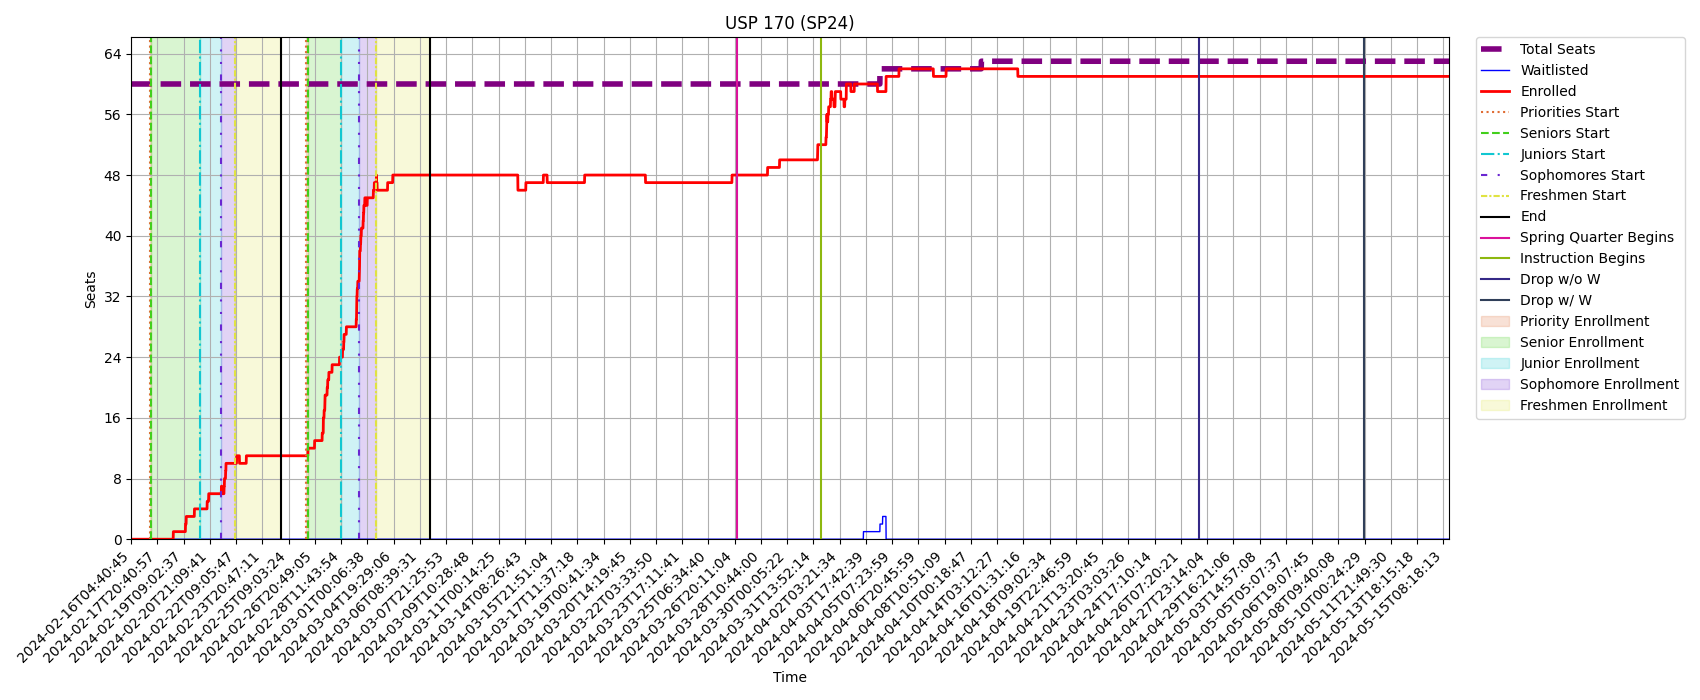 USP 170 (SP24)
64
56
48
40
32
24
16
8
0
Seats
2024-02-16T04:40:45
2024-02-17T20:40:57
2024-02-19T09:02:37
2024-02-20T21:09:41
2024-02-22T09:05:47
2024-02-23T20:47:11
2024-02-25T09:03:24
2024-02-26T20:49:05
2024-02-28T11:43:54
2024-03-01T00:06:38
2024-03-04T19:29:06
2024-03-06T08:39:31
2024-03-07T21:25:53
2024-03-09T10:28:48
2024-03-11T00:14:25
2024-03-14T08:26:43
2024-03-15T21:51:04
2024-03-17T11:37:18
2024-03-19T00:41:34
2024-03-20T14:19:45
2024-03-22T03:33:50
2024-03-23T17:11:41
2024-03-25T06:34:40
2024-03-26T20:11:04
2024-03-28T10:44:00
2024-03-30T00:05:22
2024-03-31T13:52:14
2024-04-02T03:21:34
2024-04-03T17:42:39
2024-04-05T07:23:59
2024-04-06T20:45:59
2024-04-08T10:51:09
2024-04-10T00:18:47
2024-04-14T03:12:27
2024-04-16T01:31:16
2024-04-18T09:02:34
2024-04-19T22:46:59
2024-04-21T13:20:45
2024-04-23T03:03:26
2024-04-24T17:10:14
2024-04-26T07:20:21
2024-04-27T23:14:04
2024-04-29T16:21:06
2024-05-03T14:57:08
2024-05-05T05:07:37
2024-05-06T19:07:45
2024-05-08T09:40:08
2024-05-10T00:24:29
2024-05-11T21:49:30
2024-05-13T18:15:18
2024-05-15T08:18:13
Time
Total Seats
Waitlisted
Enrolled
Priorities Start
Seniors Start
Juniors Start
Sophomores Start
Freshmen Start
End
Spring Quarter Begins
Instruction Begins
Drop w/o W
Drop w/ W
Priority Enrollment
Senior Enrollment
Junior Enrollment
Sophomore Enrollment
Freshmen Enrollment